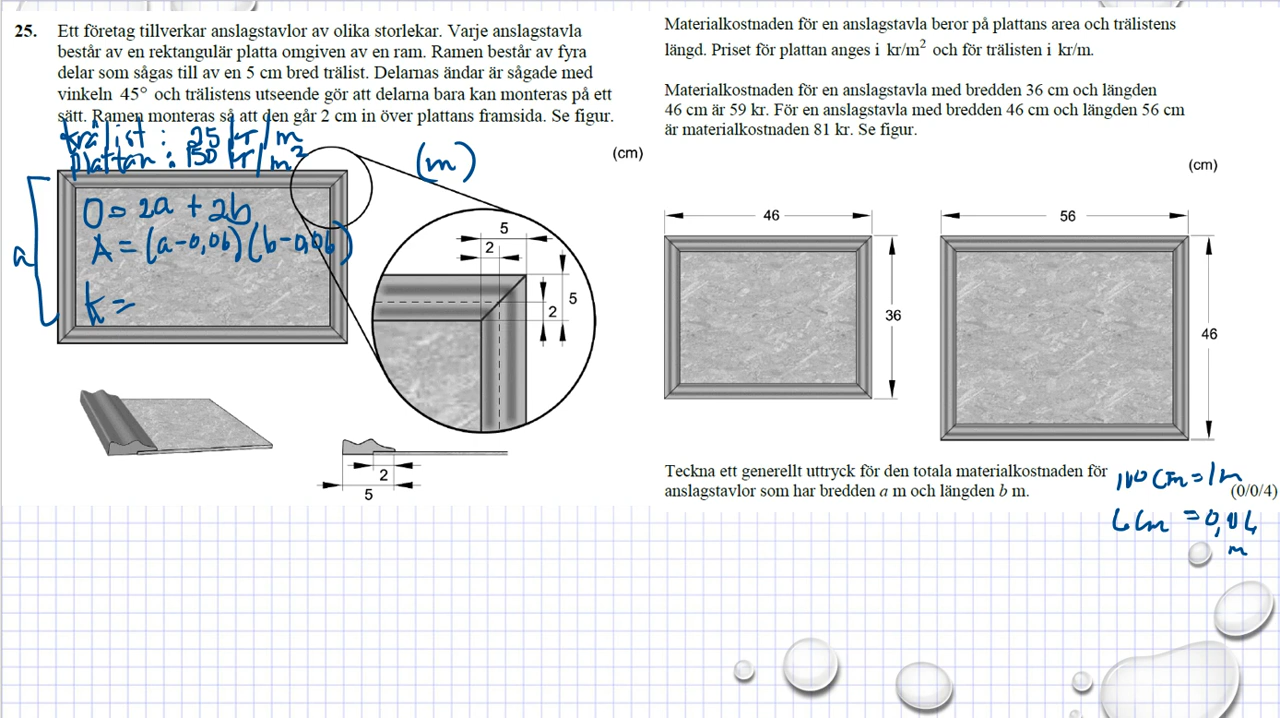 25. Ett företag tillverkar anslagstavlor av olika storlekar. Varje anslagstavla
består av en rektangulär platta omgiven av en ram. Ramen består av fyra
delar som sågas till av en 5 cm bred trälist. Delarnas ändar är sågade med
vinkeln 45° och trälistens utseende gör att delarna bara kan monteras på ett
sätt. Ramen monteras så att den går 2 cm in över plattans framsida. Se figur.
trälist : 25 kr/m
plattan : 150 kr/m²
(m)
(cm)
a
O = 2a + 2b
A = (a-0,06)(b-0,06)
k =
5
2
5
2
2
5
Materialkostnaden för en anslagstavla beror på plattans area och trälistens
längd. Priset för plattan anges i kr/m² och för trälisten i kr/m.
Materialkostnaden för en anslagstavla med bredden 36 cm och längden
46 cm är 59 kr. För en anslagstavla med bredden 46 cm och längden 56 cm
är materialkostnaden 81 kr. Se figur.
(cm)
46
56
36
46
Teckna ett generellt uttryck för den totala materialkostnaden för
anslagstavlor som har bredden a m och längden b m.
(0/0/4)
100 cm = 1m
6 cm = 0,06
m